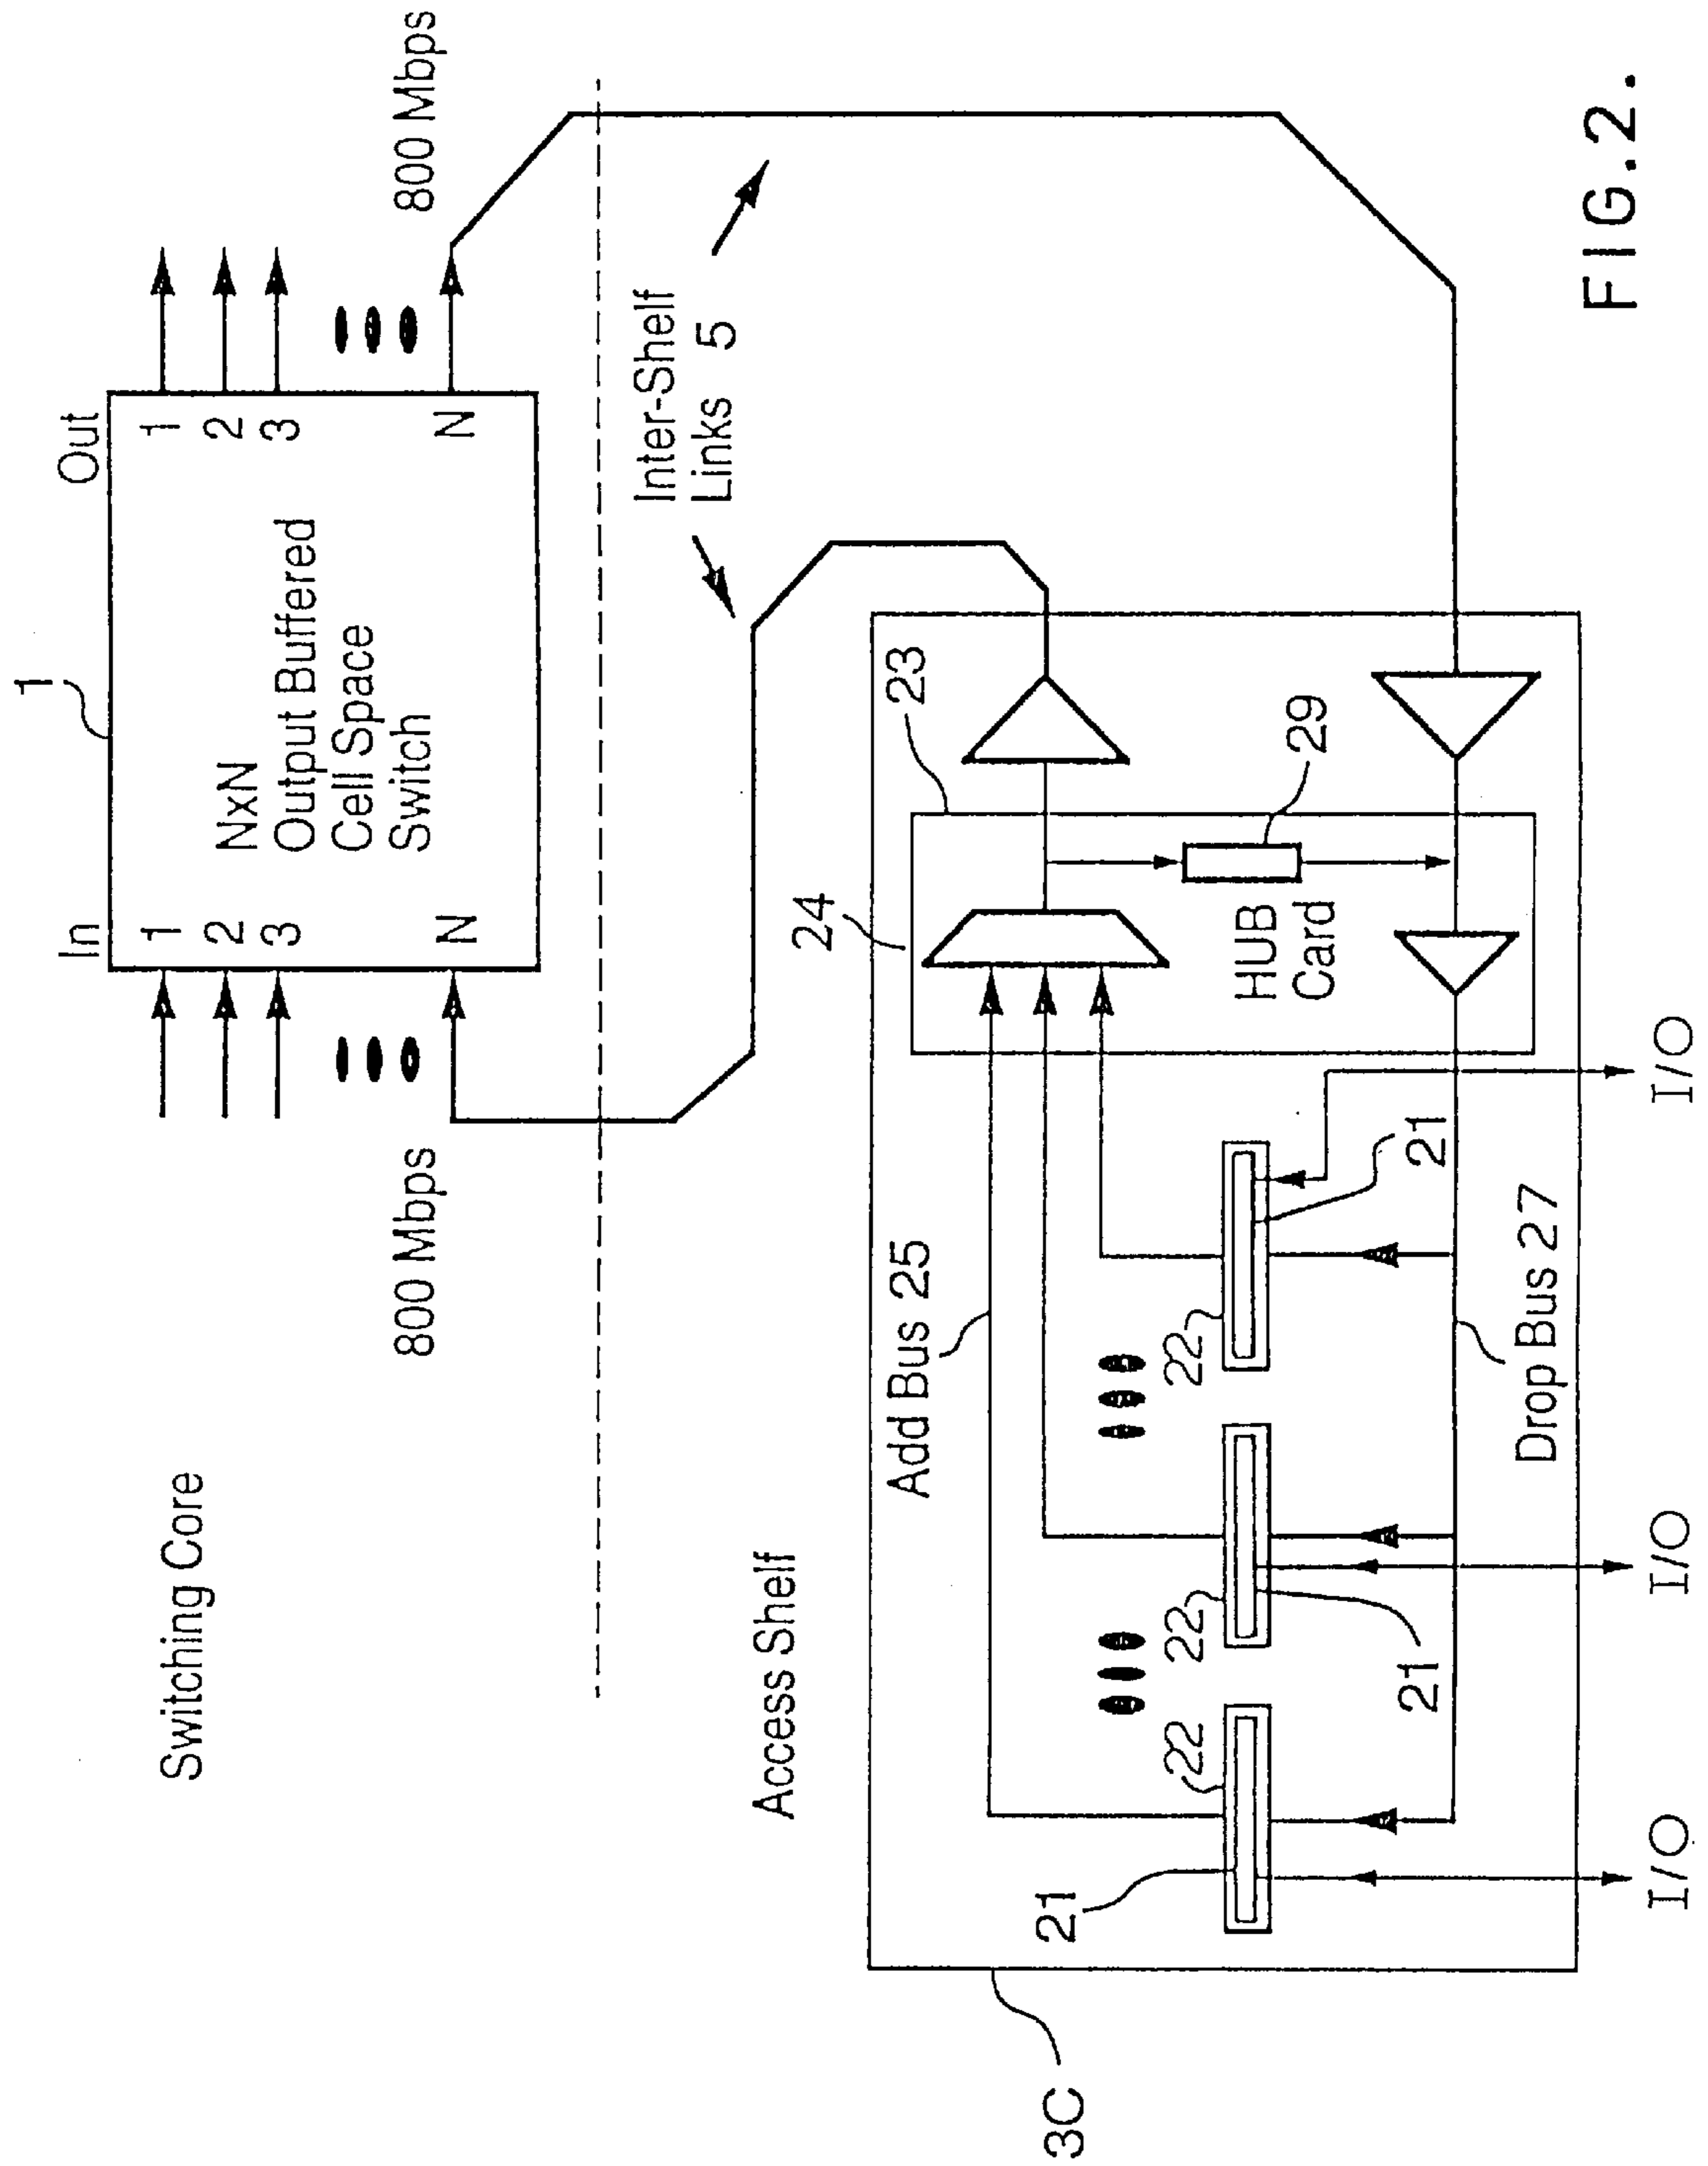 Switching Core
1
In
Out
1
2
3
N
NxN
Output Buffered
Cell Space
Switch
1
2
3
N
800 Mbps
800 Mbps
Inter-Shelf
Links 5
Access Shelf
3C
Add Bus 25
24
23
29
HUB
Card
21
22
22
21
22
21
Drop Bus 27
I/O
I/O
I/O
FIG.2.